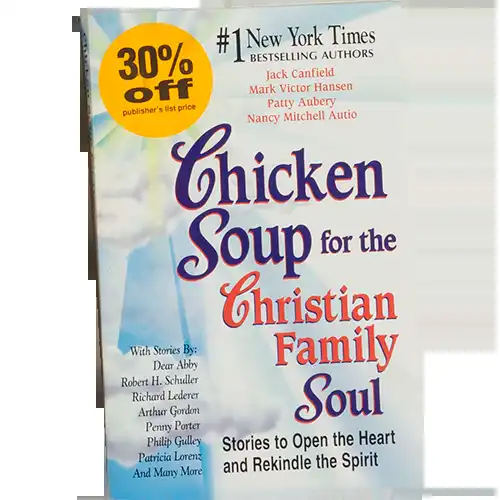 30%
off
publisher's list price
#1 New York Times
BESTSELLING AUTHORS
Jack Canfield
Mark Victor Hansen
Patty Aubery
Nancy Mitchell Autio
Chicken
Soup for the
Christian
Family
Soul
With Stories By:
Dear Abby
Robert H. Schuller
Richard Lederer
Arthur Gordon
Penny Porter
Philip Gulley
Patricia Lorenz
And Many More
Stories to Open the Heart
and Rekindle the Spirit